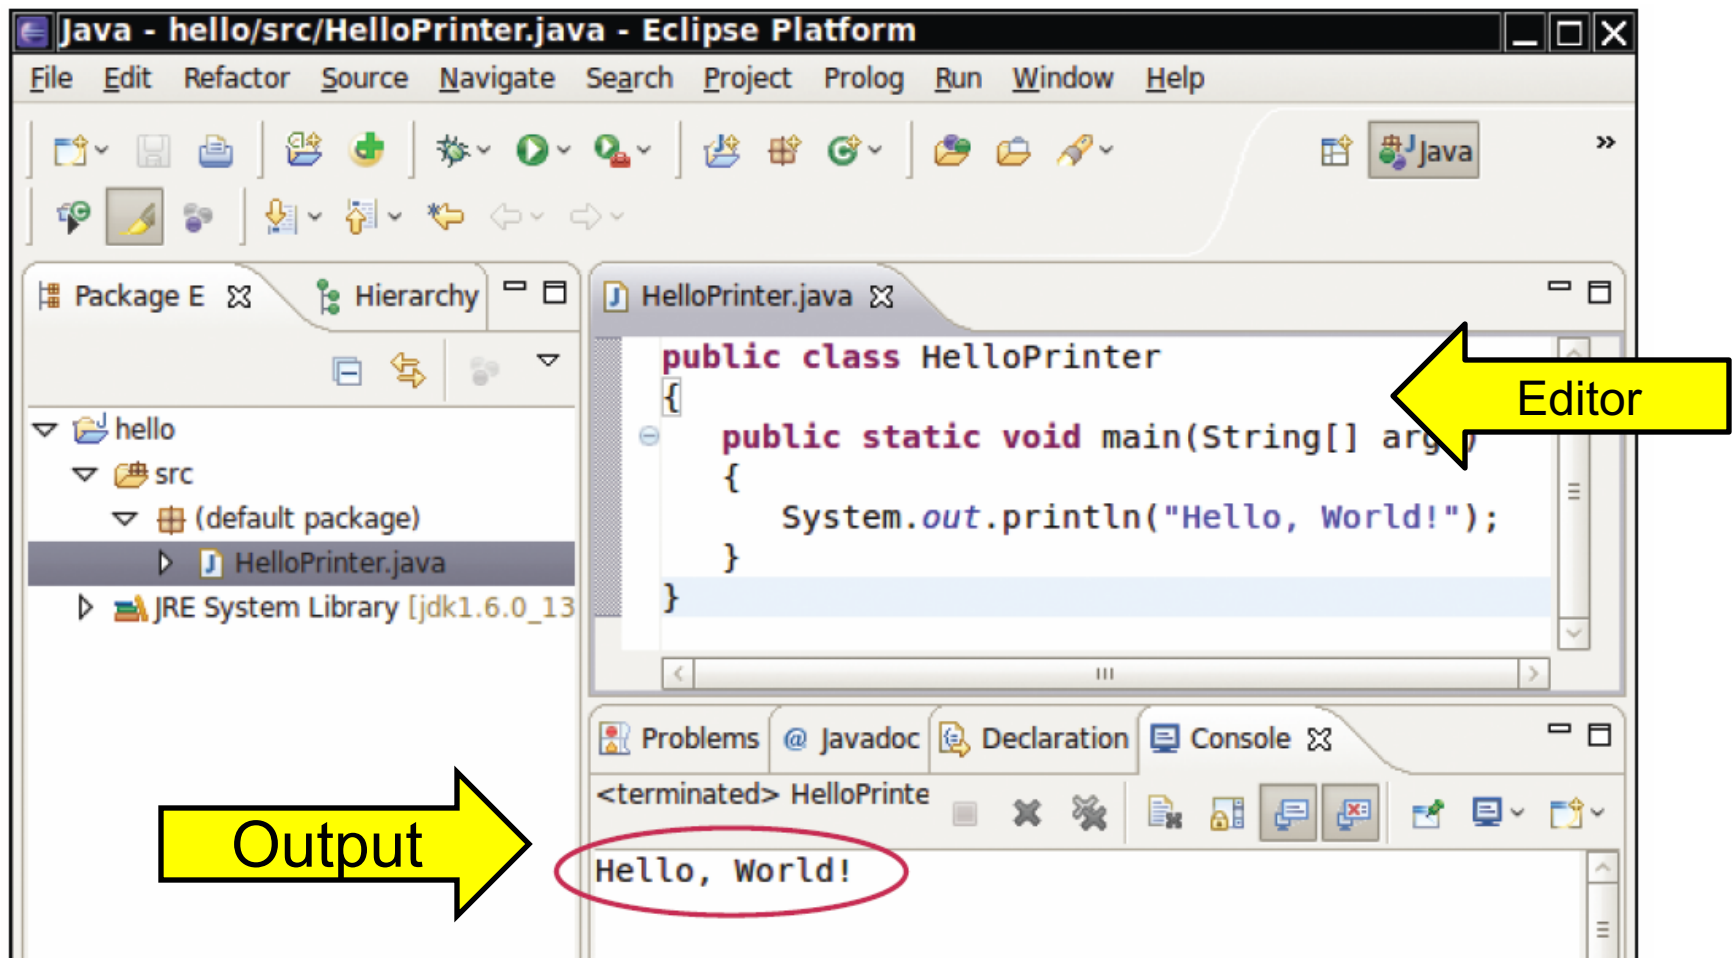 Java - hello/src/HelloPrinter.java - Eclipse Platform
File Edit Refactor Source Navigate Search Project Prolog Run Window Help
Java
Package E Hierarchy
hello
src
(default package)
HelloPrinter.java
JRE System Library [jdk1.6.0_13
HelloPrinter.java
public class HelloPrinter
{
public static void main(String[] arg )
{
System.out.println("Hello, World!");
}
}
Editor
Problems @ Javadoc Declaration Console
<terminated> HelloPrinte
Hello, World!
Output